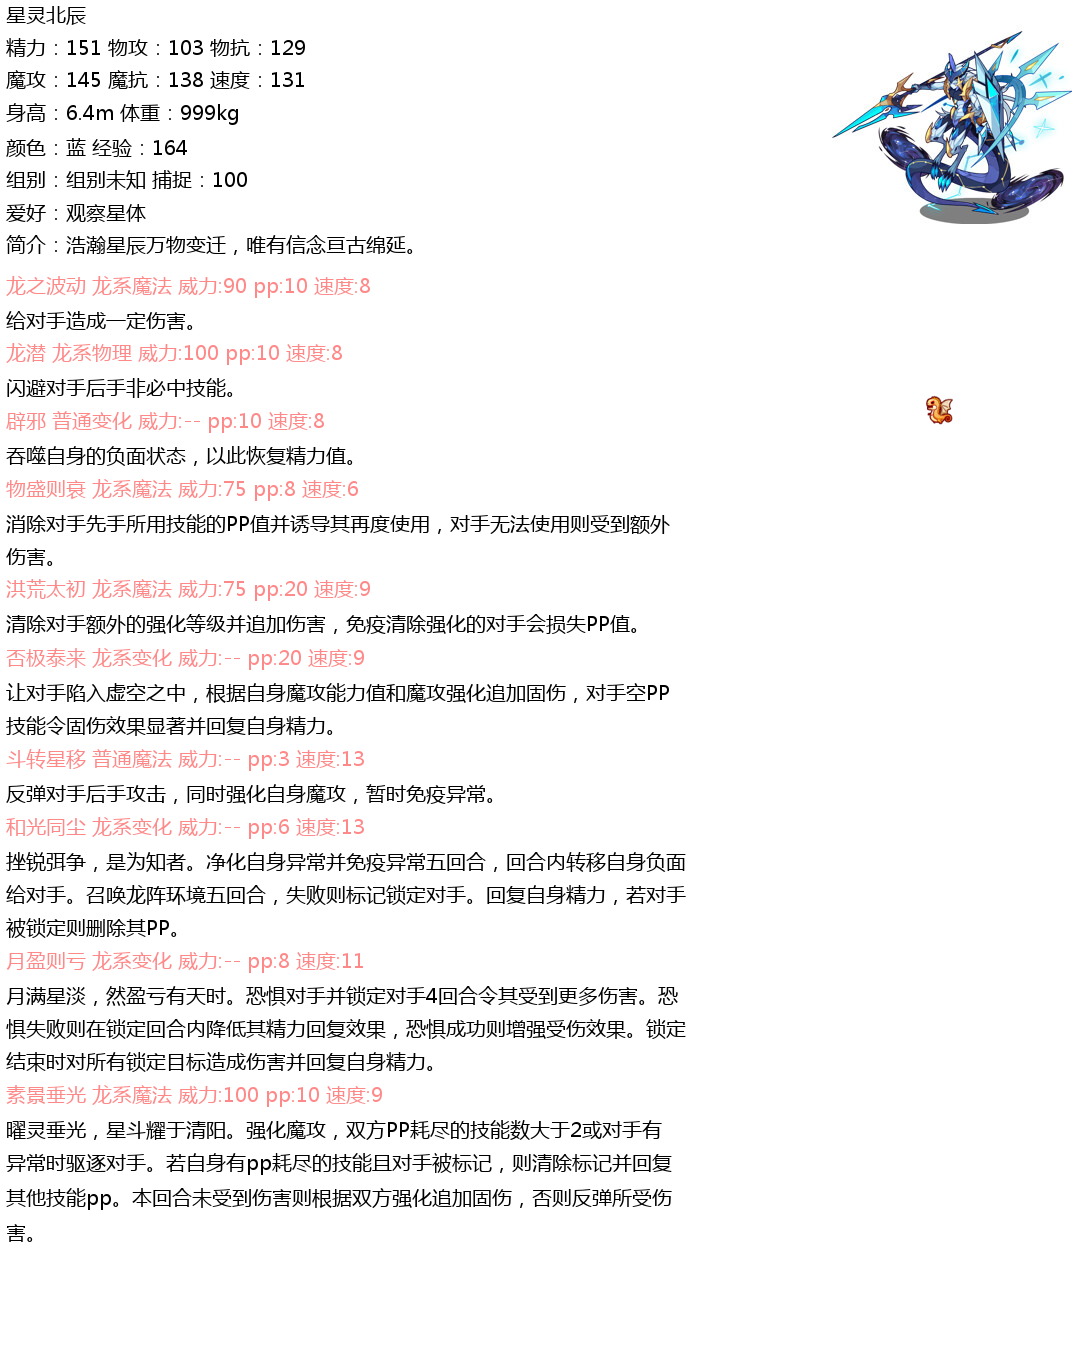 星灵北辰
精力：151 物攻：103 物抗：129
魔攻：145 魔抗：138 速度：131
身高：6.4m 体重：999kg
颜色：蓝 经验：164
组别：组别未知 捕捉：100
爱好：观察星体
简介：浩瀚星辰万物变迁，唯有信念亘古绵延。
龙之波动 龙系魔法 威力:90 pp:10 速度:8
给对手造成一定伤害。
龙潜 龙系物理 威力:100 pp:10 速度:8
闪避对手后手非必中技能。
辟邪 普通变化 威力:-- pp:10 速度:8
吞噬自身的负面状态，以此恢复精力值。
物盛则衰 龙系魔法 威力:75 pp:8 速度:6
消除对手先手所用技能的PP值并诱导其再度使用，对手无法使用则受到额外
伤害。
洪荒太初 龙系魔法 威力:75 pp:20 速度:9
清除对手额外的强化等级并追加伤害，免疫清除强化的对手会损失PP值。
否极泰来 龙系变化 威力:-- pp:20 速度:9
让对手陷入虚空之中，根据自身魔攻能力值和魔攻强化追加固伤，对手空PP
技能令固伤效果显著并回复自身精力。
斗转星移 普通魔法 威力:-- pp:3 速度:13
反弹对手后手攻击，同时强化自身魔攻，暂时免疫异常。
和光同尘 龙系变化 威力:-- pp:6 速度:13
挫锐弭争，是为知者。净化自身异常并免疫异常五回合，回合内转移自身负面
给对手。召唤龙阵环境五回合，失败则标记锁定对手。回复自身精力，若对手
被锁定则删除其PP。
月盈则亏 龙系变化 威力:-- pp:8 速度:11
月满星淡，然盈亏有天时。恐惧对手并锁定对手4回合令其受到更多伤害。恐
惧失败则在锁定回合内降低其精力回复效果，恐惧成功则增强受伤效果。锁定
结束时对所有锁定目标造成伤害并回复自身精力。
素景垂光 龙系魔法 威力:100 pp:10 速度:9
曜灵垂光，星斗耀于清阳。强化魔攻，双方PP耗尽的技能数大于2或对手有
异常时驱逐对手。若自身有pp耗尽的技能且对手被标记，则清除标记并回复
其他技能pp。本回合未受到伤害则根据双方强化追加固伤，否则反弹所受伤
害。